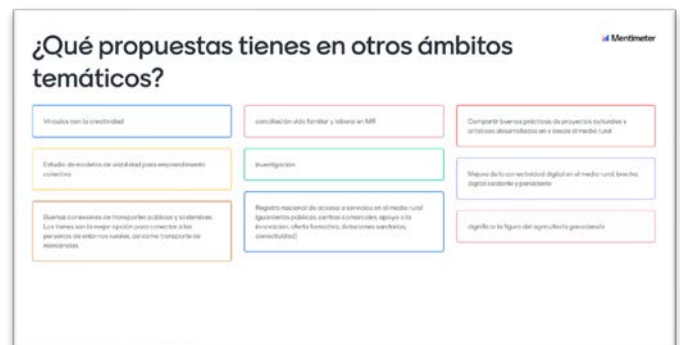 ¿Qué propuestas tienes en otros ámbitos
temáticos?
Mentimeter
Vínculos con la creatividad
Estudio de modelos de viabilidad para emprendimiento
colectivo
Buenas conexiones de transportes públicos y sostenibles.
Los trenes son la mejor opción para conectar a las
personas de entornos rurales, así como transporte de
mercancías
conciliación vida familiar y laboral en MR
Investigación
Registro nacional de acceso a servicios en el medio rural
(guarderías públicas, centros comerciales, apoyo a la
innovación, oferta formativa, dotaciones sanitarias,
conectividad)
Compartir buenas prácticas de proyectos culturales y
artísticos desarrollados en y desde el medio rural
Mejora de la conectividad digital en el medio rural: brecha
digital existente y persistente
dignificar la figura del agricultor/a ganadero/a